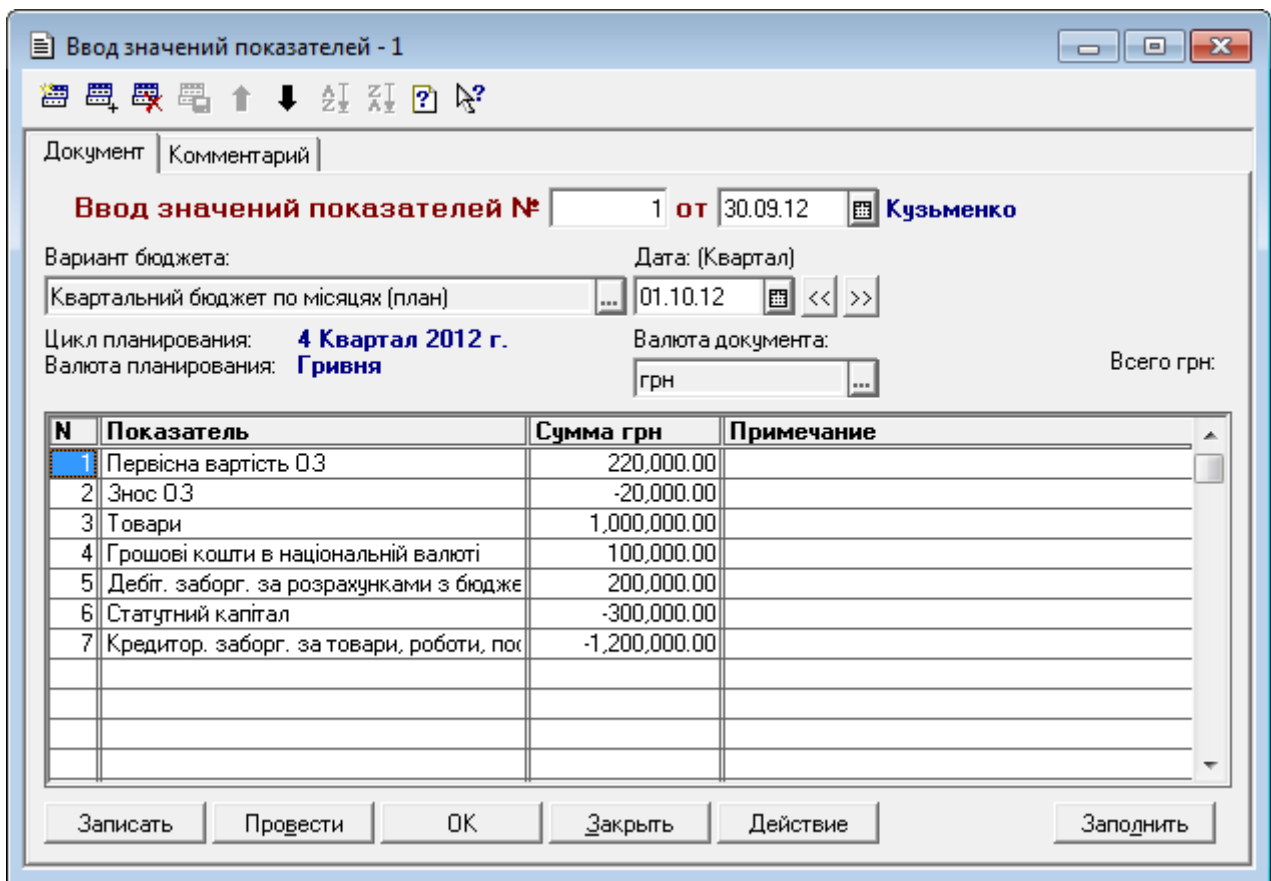 Ввод значений показателей - 1
Документ Комментарий
Ввод значений показателей № 1 от 30.09.12 Кузьменко
Вариант бюджета: Дата: (Квартал)
Квартальний бюджет по місяцях (план) ... 01.10.12 << >>
Цикл планирования: 4 Квартал 2012 г. Валюта документа:
Валюта планирования: Гривня Всего грн:
грн ...
N Показатель Сумма грн Примечание
1 Первісна вартість ОЗ 220,000.00
2 Знос ОЗ -20,000.00
3 Товари 1,000,000.00
4 Грошові кошти в національній валюті 100,000.00
5 Дебіт. заборг. за розрахунками з бюдже 200,000.00
6 Статутний капітал -300,000.00
7 Кредитор. заборг. за товари, роботи, пос -1,200,000.00
Записать Провести OK Закрыть Действие Заполнить